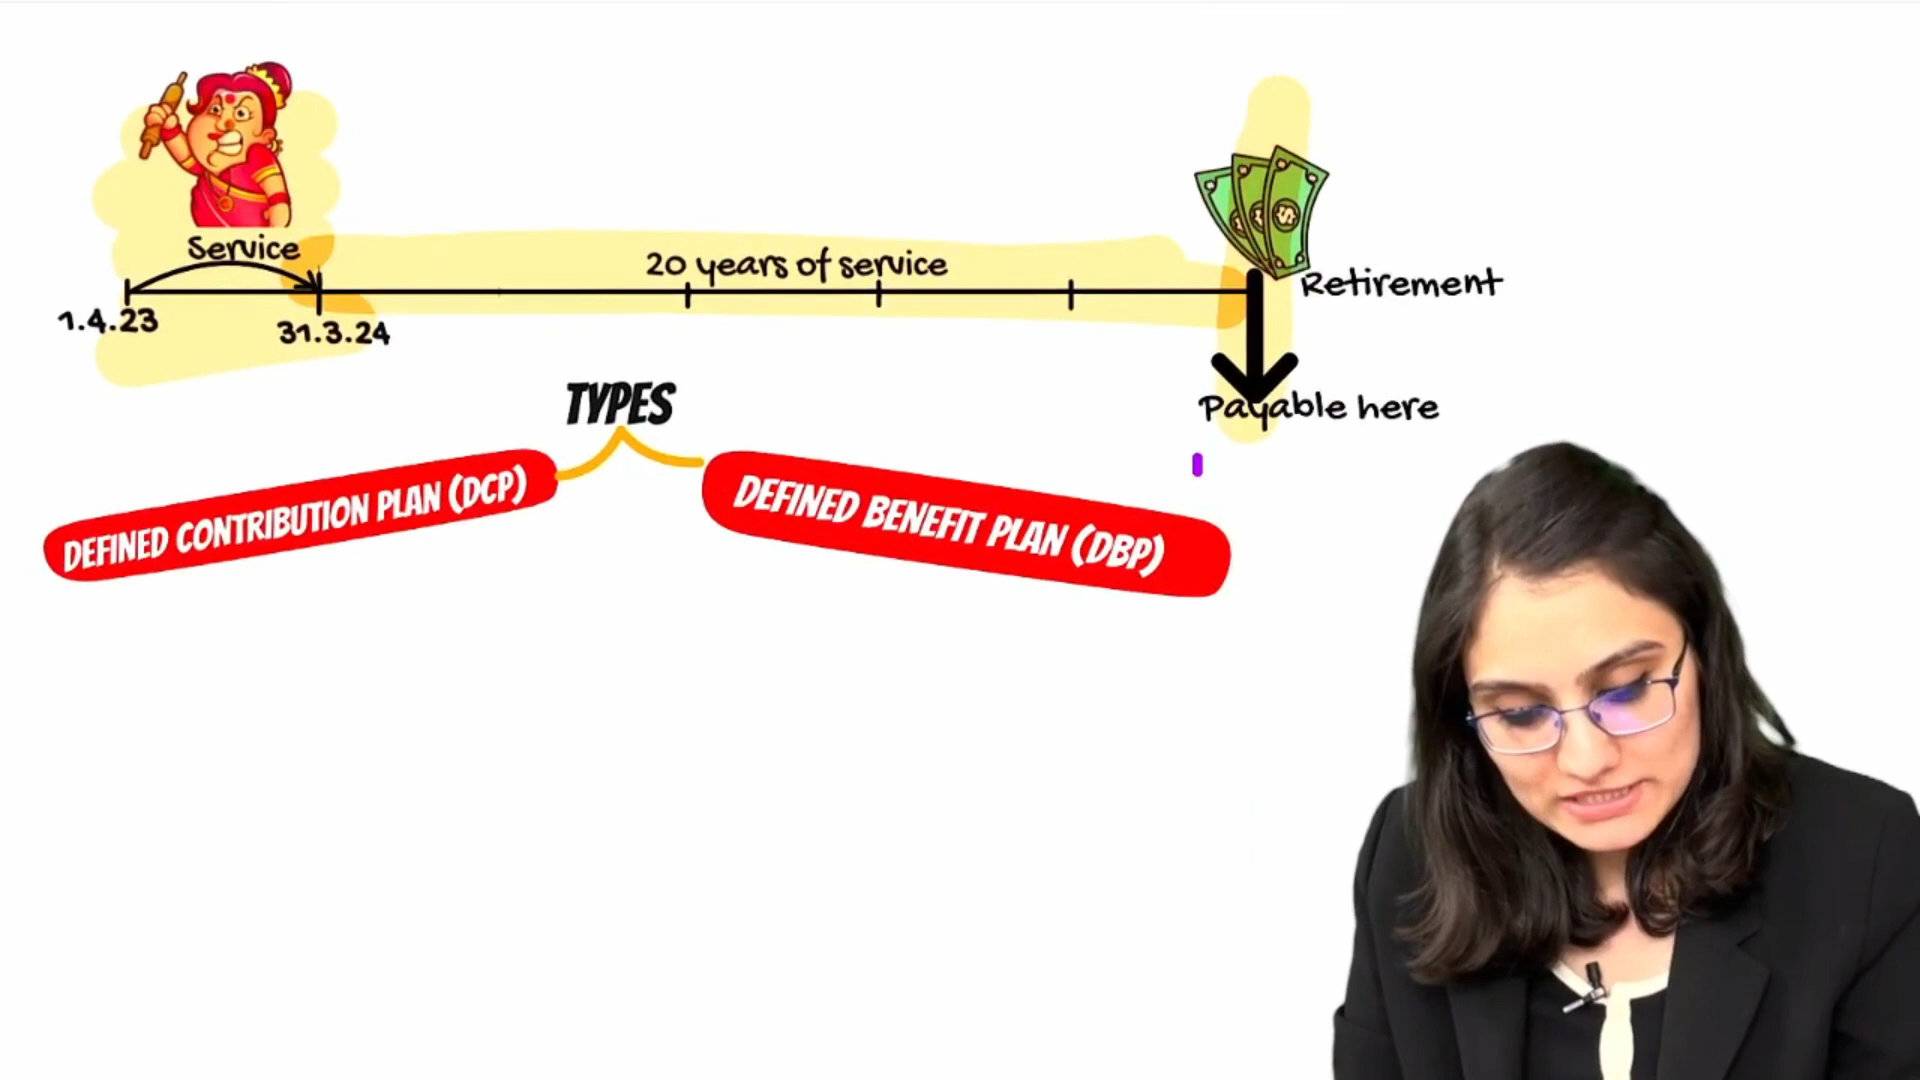 Service
20 years of service
Retirement
1.4.23
31.3.24
Payable here
TYPES
DEFINED CONTRIBUTION PLAN (DCP)
DEFINED BENEFIT PLAN (DBP)